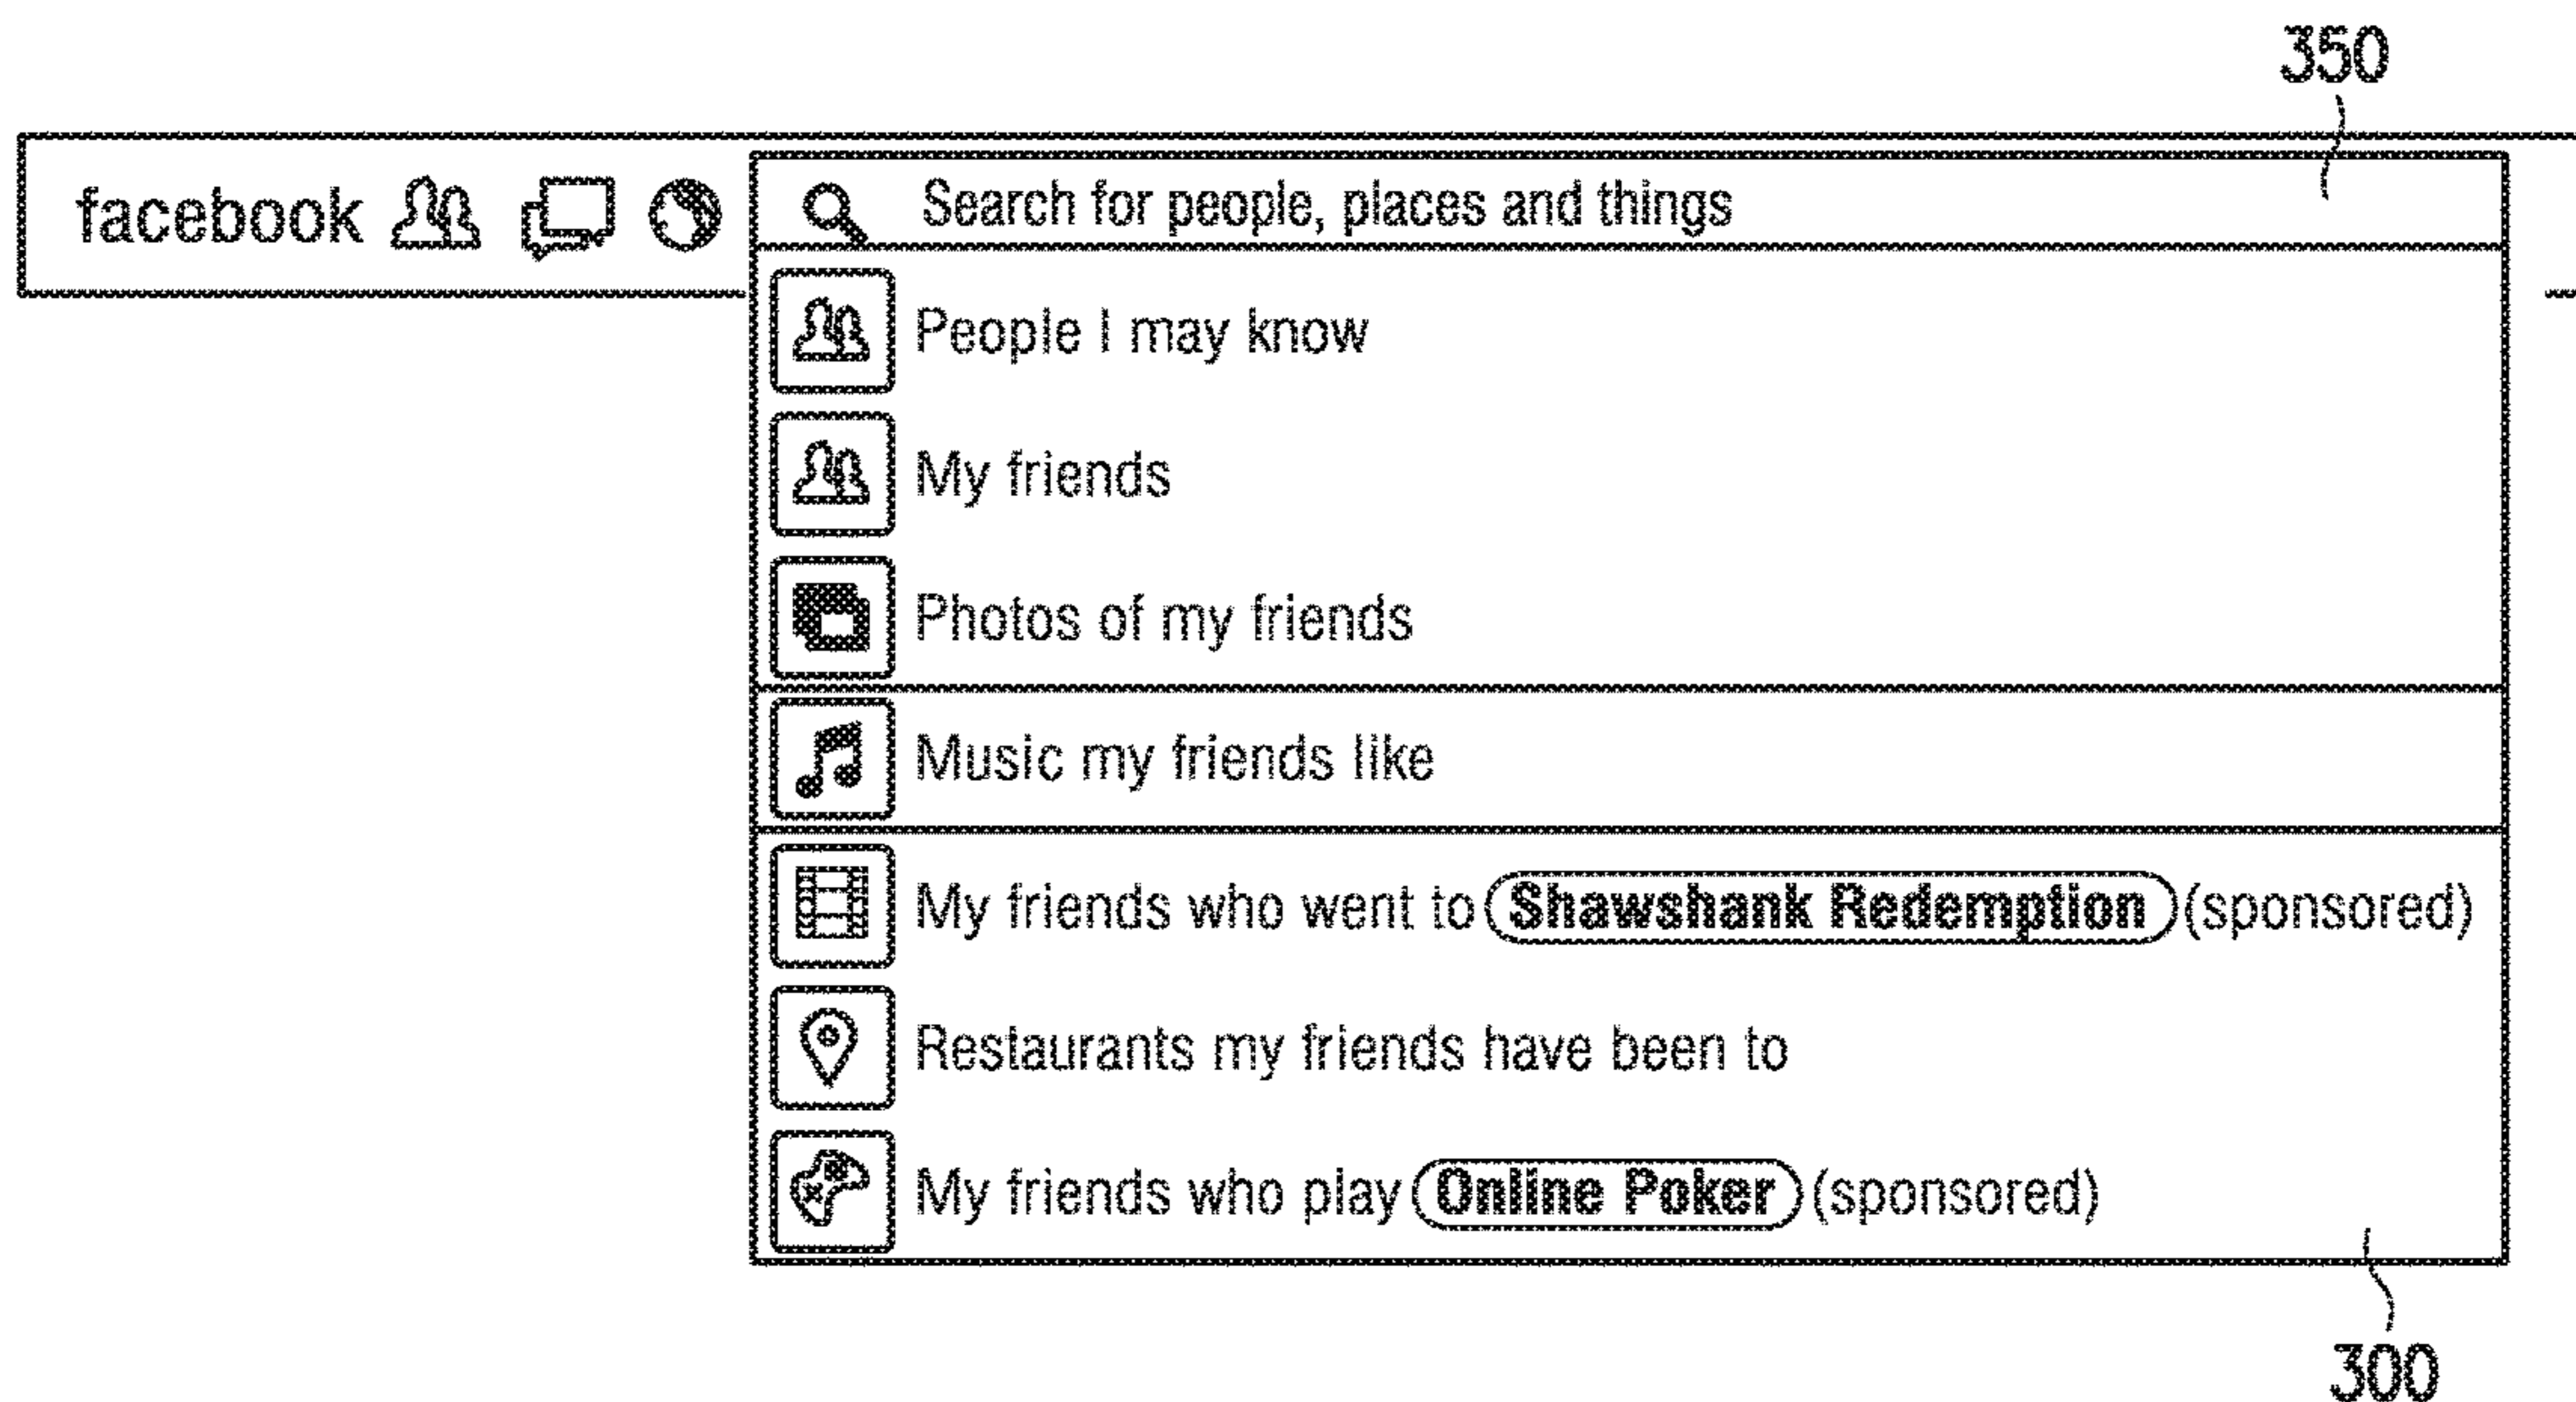 350
facebook
Search for people, places and things
People I may know
My friends
Photos of my friends
Music my friends like
My friends who went to Shawshank Redemption (sponsored)
Restaurants my friends have been to
My friends who play Online Poker (sponsored)
300